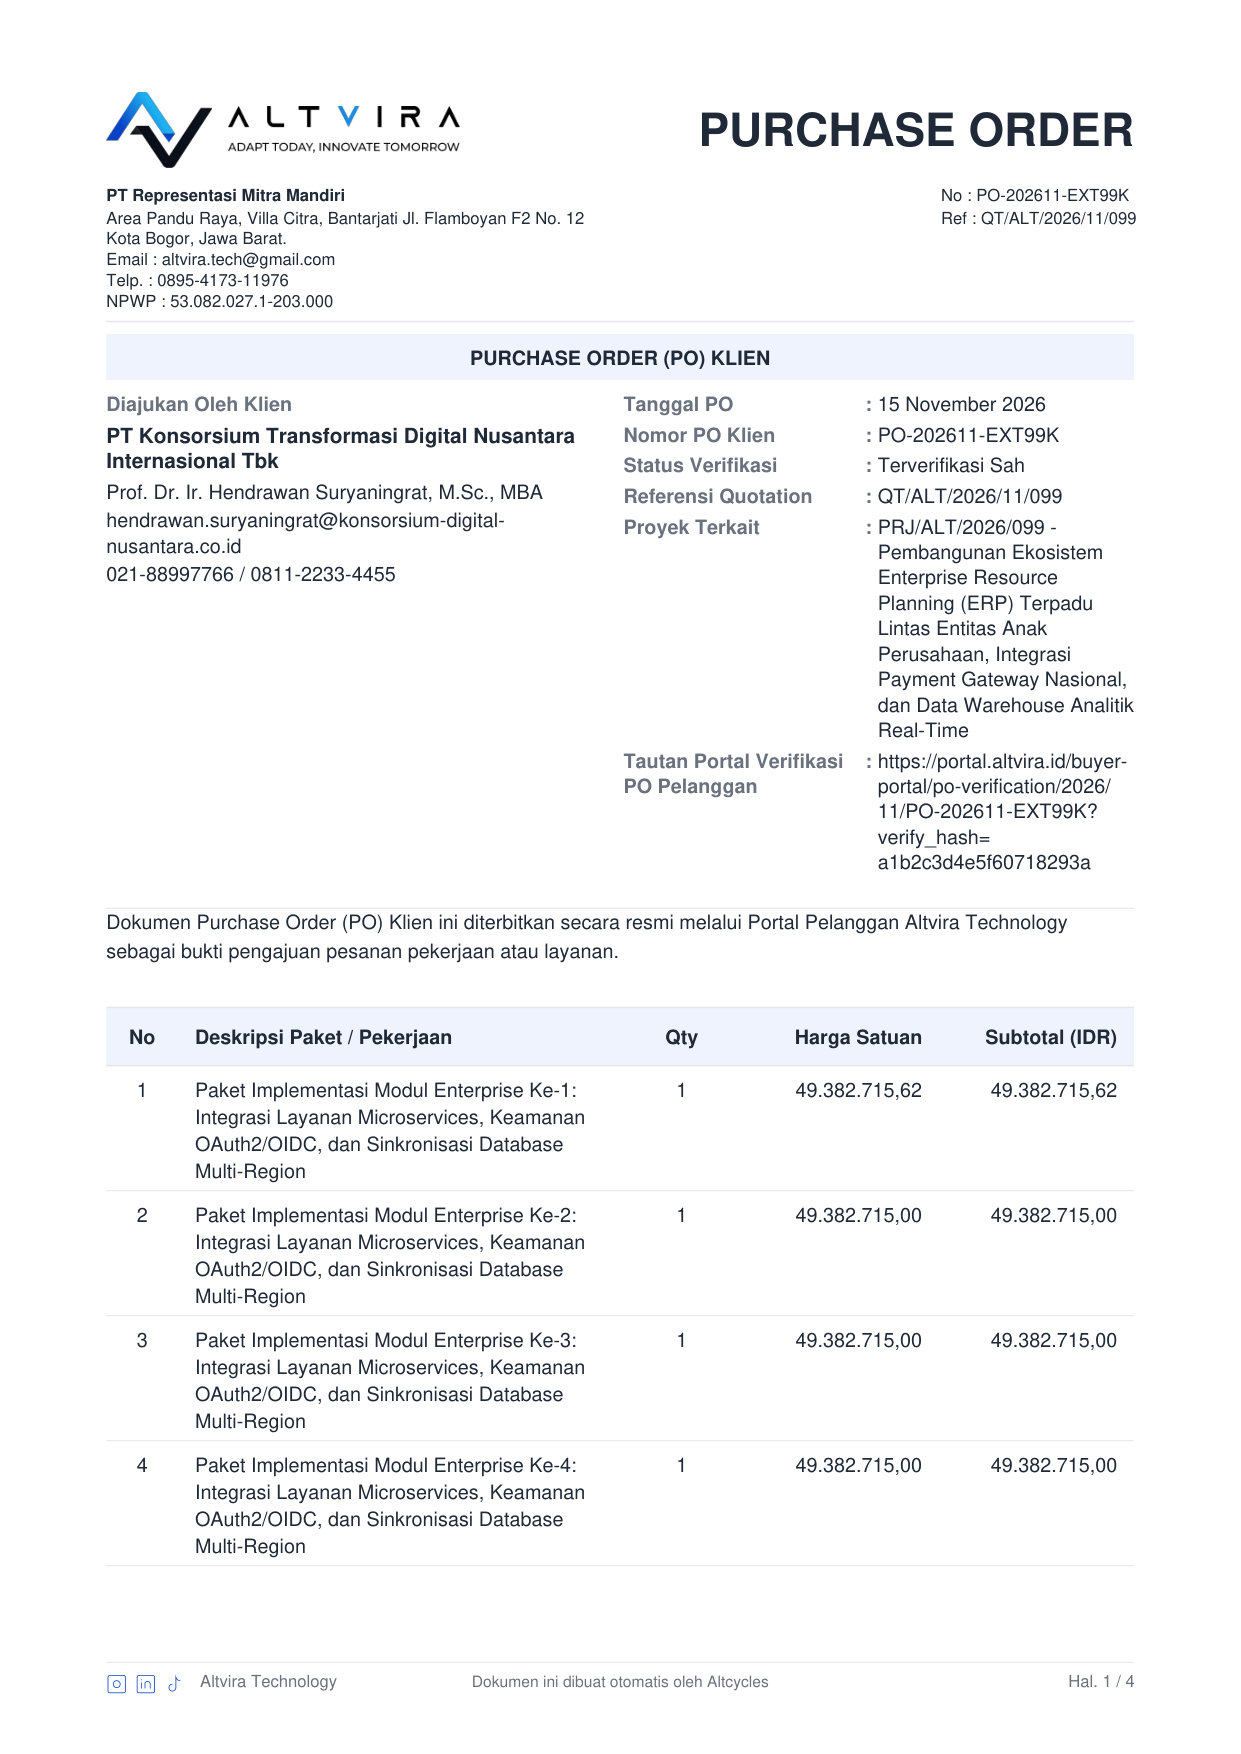 ALTVIRA
ADAPT TODAY, INNOVATE TOMORROW
PURCHASE ORDER
PT Representasi Mitra Mandiri
Area Pandu Raya, Villa Citra, Bantarjati Jl. Flamboyan F2 No. 12
Kota Bogor, Jawa Barat.
Email : altvira.tech@gmail.com
Telp. : 0895-4173-11976
NPWP : 53.082.027.1-203.000
No : PO-202611-EXT99K
Ref : QT/ALT/2026/11/099
PURCHASE ORDER (PO) KLIEN
Diajukan Oleh Klien
PT Konsorsium Transformasi Digital Nusantara
Internasional Tbk
Prof. Dr. Ir. Hendrawan Suryaningrat, M.Sc., MBA
hendrawan.suryaningrat@konsorsium-digital-
nusantara.co.id
021-88997766 / 0811-2233-4455
Tanggal PO : 15 November 2026
Nomor PO Klien : PO-202611-EXT99K
Status Verifikasi : Terverifikasi Sah
Referensi Quotation : QT/ALT/2026/11/099
Proyek Terkait : PRJ/ALT/2026/099 -
Pembangunan Ekosistem
Enterprise Resource
Planning (ERP) Terpadu
Lintas Entitas Anak
Perusahaan, Integrasi
Payment Gateway Nasional,
dan Data Warehouse Analitik
Real-Time
Tautan Portal Verifikasi : https://portal.altvira.id/buyer-
PO Pelanggan portal/po-verification/2026/
11/PO-202611-EXT99K?
verify_hash=
a1b2c3d4e5f60718293a
Dokumen Purchase Order (PO) Klien ini diterbitkan secara resmi melalui Portal Pelanggan Altvira Technology
sebagai bukti pengajuan pesanan pekerjaan atau layanan.
No Deskripsi Paket / Pekerjaan Qty Harga Satuan Subtotal (IDR)
1 Paket Implementasi Modul Enterprise Ke-1: 1 49.382.715,62 49.382.715,62
Integrasi Layanan Microservices, Keamanan
OAuth2/OIDC, dan Sinkronisasi Database
Multi-Region
2 Paket Implementasi Modul Enterprise Ke-2: 1 49.382.715,00 49.382.715,00
Integrasi Layanan Microservices, Keamanan
OAuth2/OIDC, dan Sinkronisasi Database
Multi-Region
3 Paket Implementasi Modul Enterprise Ke-3: 1 49.382.715,00 49.382.715,00
Integrasi Layanan Microservices, Keamanan
OAuth2/OIDC, dan Sinkronisasi Database
Multi-Region
4 Paket Implementasi Modul Enterprise Ke-4: 1 49.382.715,00 49.382.715,00
Integrasi Layanan Microservices, Keamanan
OAuth2/OIDC, dan Sinkronisasi Database
Multi-Region
Altvira Technology Dokumen ini dibuat otomatis oleh Altcycles Hal. 1 / 4